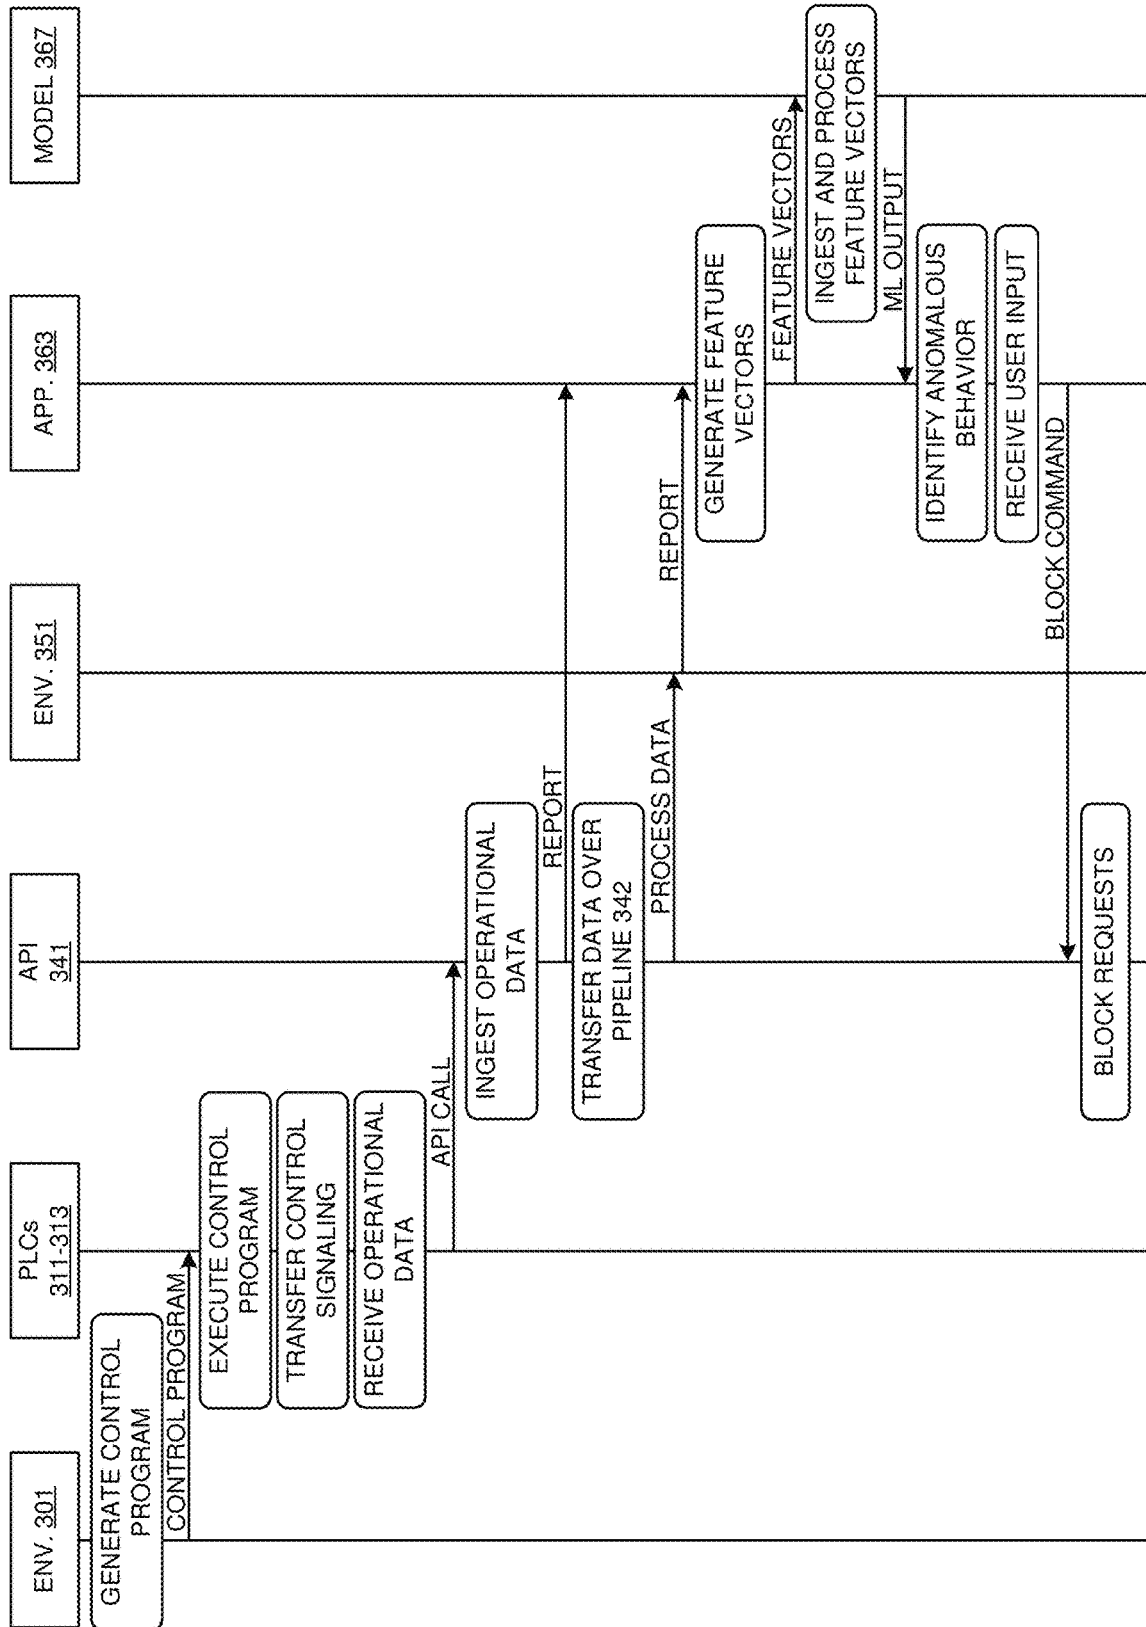 ENV. 301
PLCs
311-313
API
341
ENV. 351
APP. 363
MODEL 367
GENERATE CONTROL
PROGRAM
CONTROL PROGRAM
EXECUTE CONTROL
PROGRAM
TRANSFER CONTROL
SIGNALING
RECEIVE OPERATIONAL
DATA
API CALL
INGEST OPERATIONAL
DATA
REPORT
TRANSFER DATA OVER
PIPELINE 342
PROCESS DATA
REPORT
GENERATE FEATURE
VECTORS
FEATURE VECTORS
INGEST AND PROCESS
FEATURE VECTORS
ML OUTPUT
IDENTIFY ANOMALOUS
BEHAVIOR
RECEIVE USER INPUT
BLOCK COMMAND
BLOCK REQUESTS